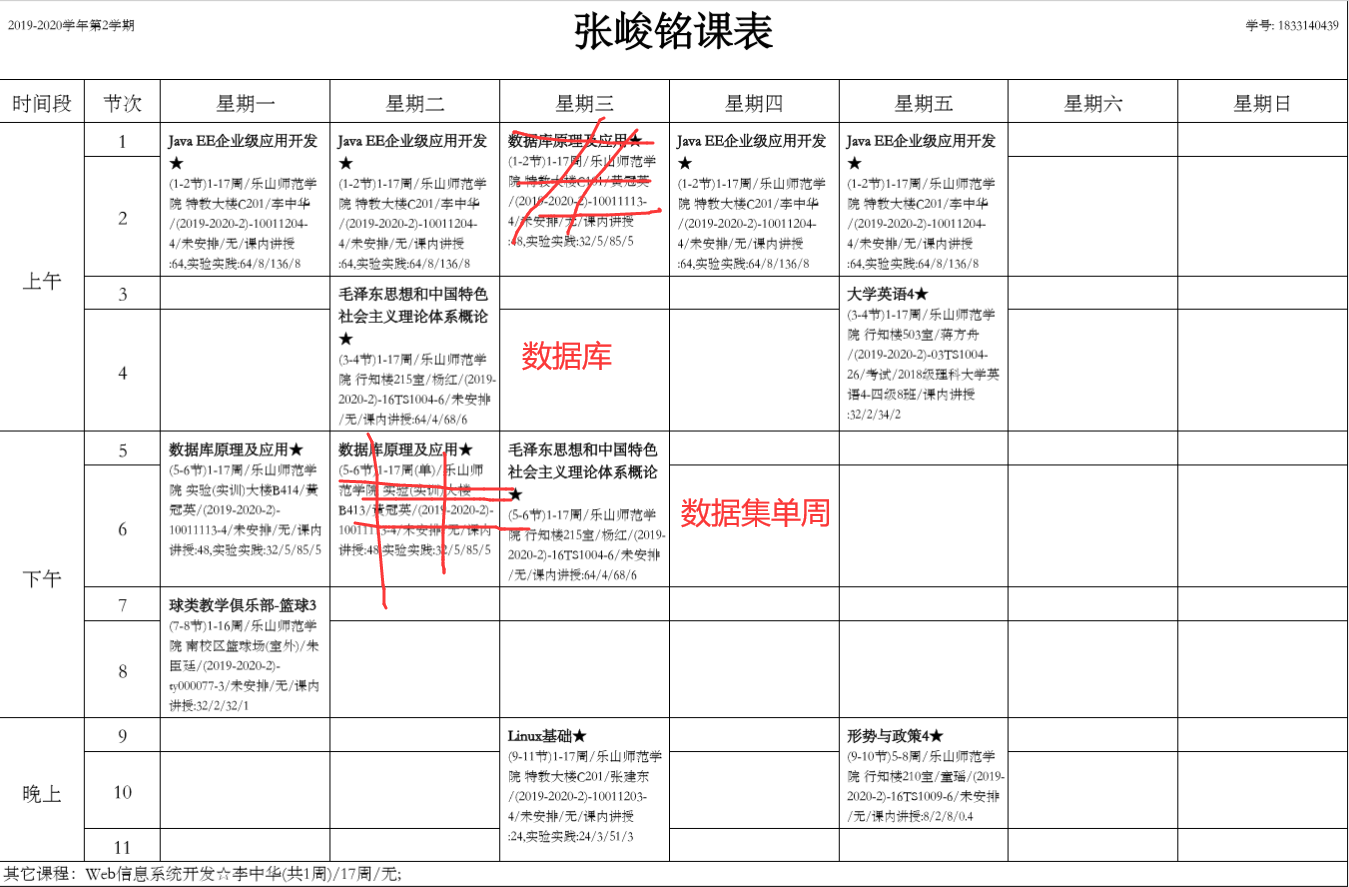 2019-2020学年第2学期
张峻铭课表
学号: 1833140439
时间段 节次 星期一 星期二 星期三 星期四 星期五 星期六 星期日
上午
1
2
Java EE企业级应用开发
★
(1-2节)1-17周/乐山师范学
院 特教大楼C201/李中华
/(2019-2020-2)-10011204-
4/未安排/无/课内讲授
:64,实验实践:64/8/136/8
Java EE企业级应用开发
★
(1-2节)1-17周/乐山师范学
院 特教大楼C201/李中华
/(2019-2020-2)-10011204-
4/未安排/无/课内讲授
:64,实验实践:64/8/136/8
数据库原理及应用★
(1-2节)1-17周/乐山师范学
院 特教大楼C101/黄冠英
/(2019-2020-2)-10011113-
4/未安排/无/课内讲授
:48,实验实践:32/5/85/5
Java EE企业级应用开发
★
(1-2节)1-17周/乐山师范学
院 特教大楼C201/李中华
/(2019-2020-2)-10011204-
4/未安排/无/课内讲授
:64,实验实践:64/8/136/8
Java EE企业级应用开发
★
(1-2节)1-17周/乐山师范学
院 特教大楼C201/李中华
/(2019-2020-2)-10011204-
4/未安排/无/课内讲授
:64,实验实践:64/8/136/8
3
4
毛泽东思想和中国特色
社会主义理论体系概论
★
(3-4节)1-17周/乐山师范学
院 行知楼215室/杨红/(2019-
2020-2)-16TS1004-6/未安排
/无/课内讲授:64/4/68/6
数据库
大学英语4★
(3-4节)1-17周/乐山师范学
院 行知楼503室/蒋方舟
/(2019-2020-2)-03TS1004-
26/考试/2018级理科大学英
语4-四级8班/课内讲授
:32/2/34/2
下午
5
6
数据库原理及应用★
(5-6节)1-17周/乐山师范学
院 实验(实训)大楼B414/黄
冠英/(2019-2020-2)-
10011113-4/未安排/无/课内
讲授:48,实验实践:32/5/85/5
数据库原理及应用★
(5-6节)1-17周(单)/乐山师
范学院 实验(实训)大楼
B413/黄冠英/(2019-2020-2)-
10011113-4/未安排/无/课内
讲授:48,实验实践:32/5/85/5
毛泽东思想和中国特色
社会主义理论体系概论
★
(5-6节)1-17周/乐山师范学
院 行知楼215室/杨红/(2019-
2020-2)-16TS1004-6/未安排
/无/课内讲授:64/4/68/6
数据集单周
7
8
球类教学俱乐部-篮球3
(7-8节)1-16周/乐山师范学
院 南校区篮球场(室外)/朱
臣廷/(2019-2020-2)-
ty000077-3/未安排/无/课内
讲授:32/2/32/1
晚上
9
10
11
Linux基础★
(9-11节)1-17周/乐山师范学
院 特教大楼C201/张建东
/(2019-2020-2)-10011203-
4/未安排/无/课内讲授
:24,实验实践:24/3/51/3
形势与政策4★
(9-10节)5-8周/乐山师范学
院 行知楼210室/童瑶/(2019-
2020-2)-16TS1009-6/未安排
/无/课内讲授:8/2/8/0.4
其它课程：Web信息系统开发☆李中华(共1周)/17周/无;